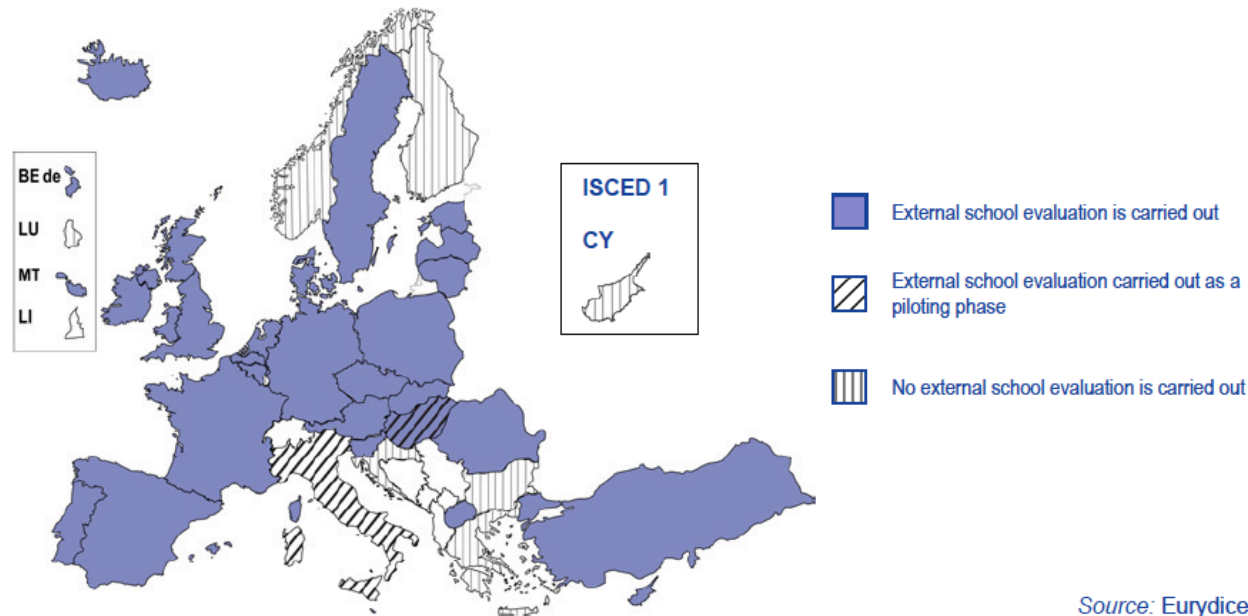 BE de
LU
MT
LI
ISCED 1
CY
External school evaluation is carried out
External school evaluation carried out as a
piloting phase
No external school evaluation is carried out
Source: Eurydice